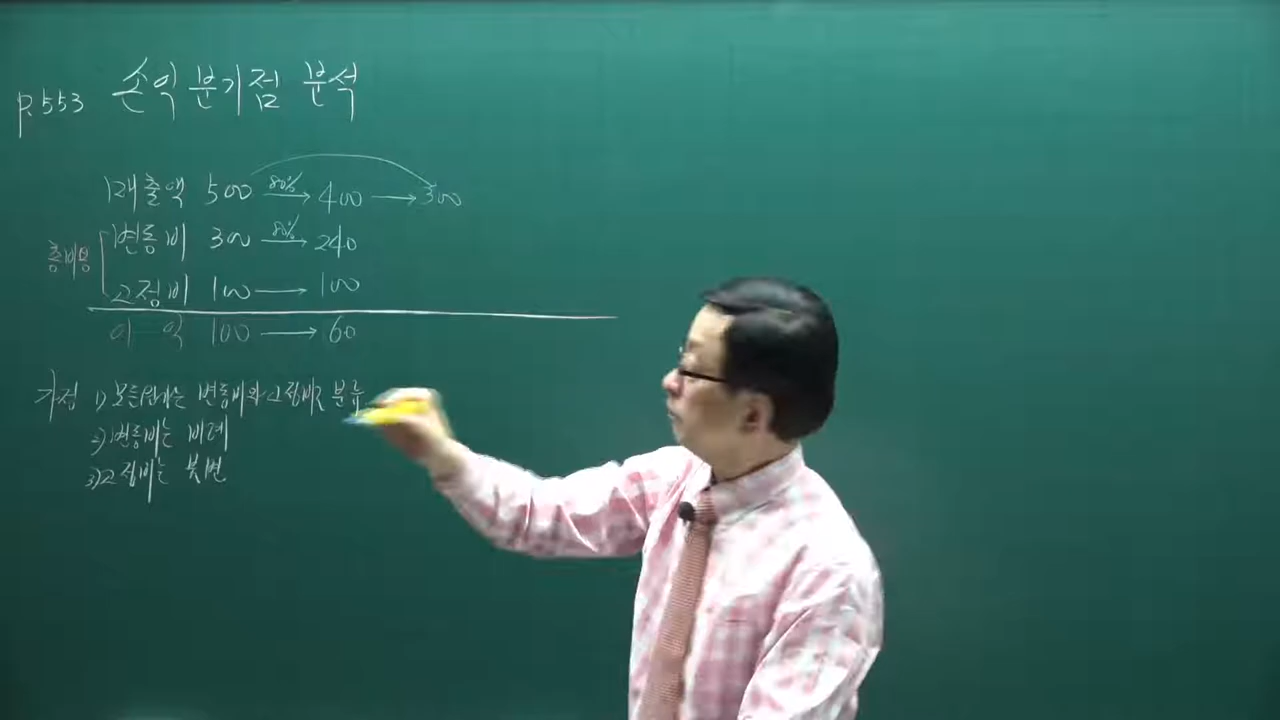 p.553 손익분기점 분석
매출액 500 80% → 400 → 300
총비용
변동비 300 80% → 240
고정비 100 → 100
이익 100 → 60
가정 1) 모든 원가는 변동비와 고정비로 분류
2) 변동비는 비례
3) 고정비는 불변